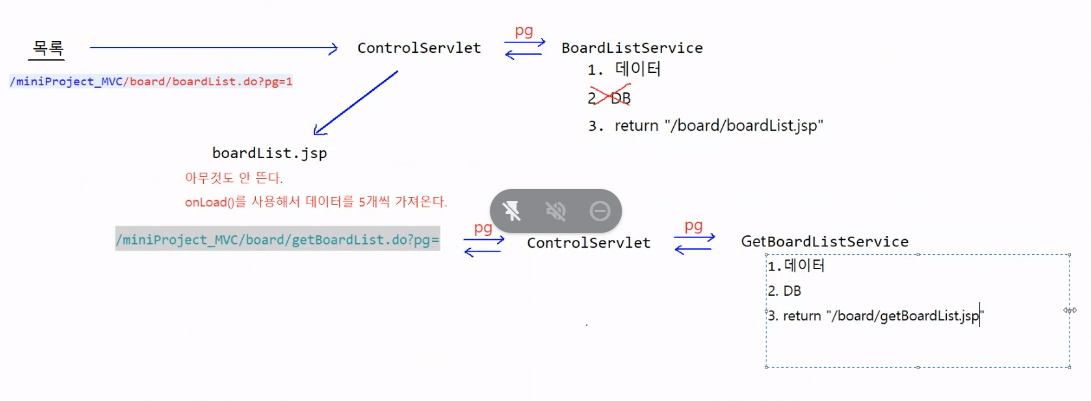 목록
/miniProject_MVC/board/boardList.do?pg=1
ControlServlet
pg
BoardListService
1. 데이터
2. DB
3. return "/board/boardList.jsp"
boardList.jsp
아무것도 안 뜬다.
onLoad()를 사용해서 데이터를 5개씩 가져온다.
/miniProject_MVC/board/getBoardList.do?pg=
pg
ControlServlet
pg
GetBoardListService
1.데이터
2. DB
3. return "/board/getBoardList.jsp"